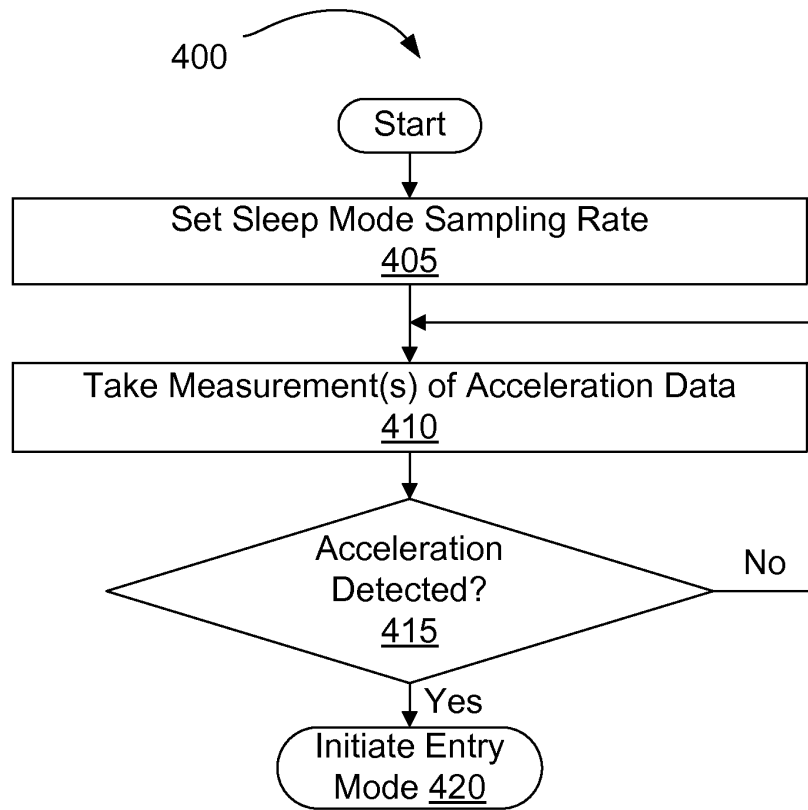 400
Start
Set Sleep Mode Sampling Rate
405
Take Measurement(s) of Acceleration Data
410
Acceleration
Detected?
415
No
Yes
Initiate Entry
Mode 420